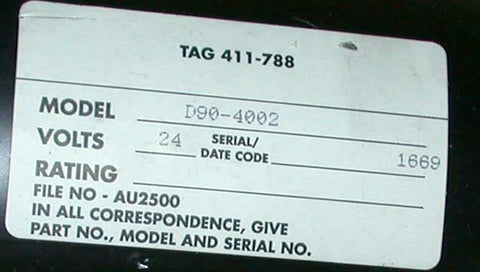 TAG 411-788
MODEL D90-4002
VOLTS 24 SERIAL/
DATE CODE 1669
RATING
FILE NO - AU2500
IN ALL CORRESPONDENCE, GIVE
PART NO., MODEL AND SERIAL NO.